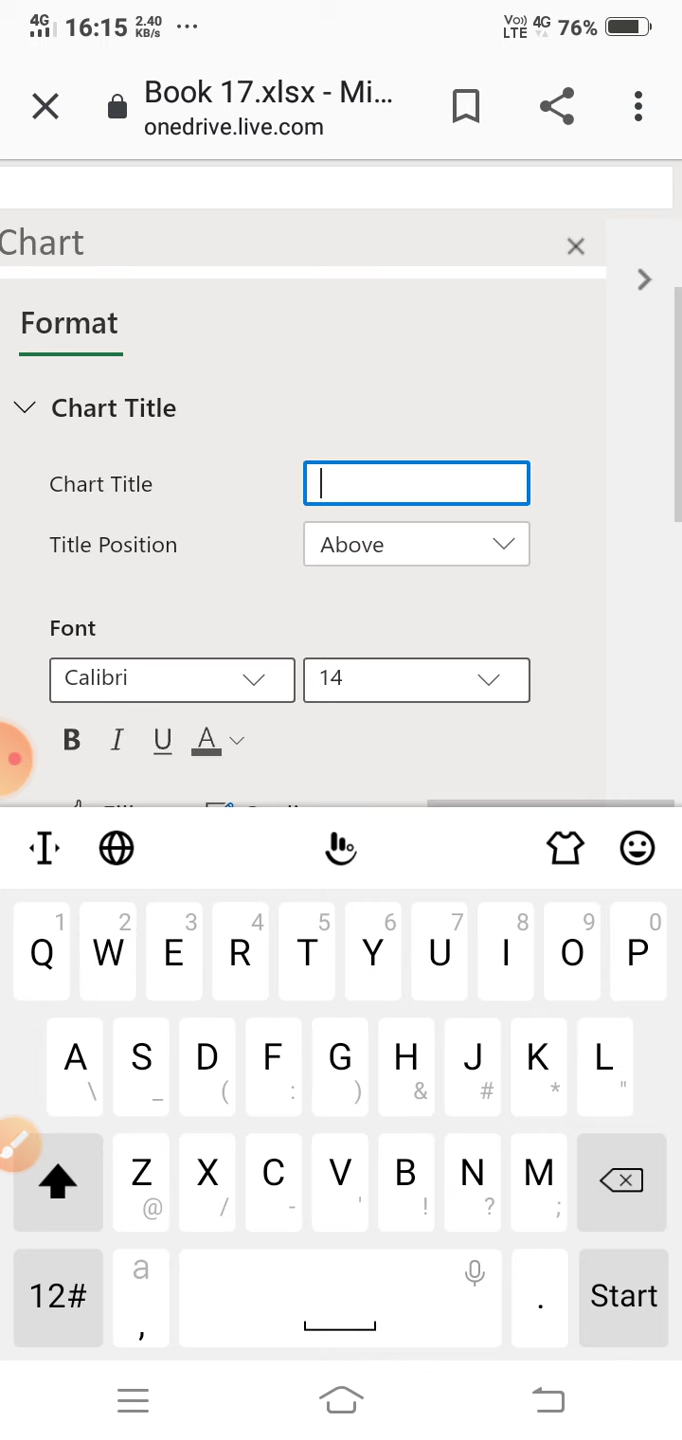 4G 16:15 2.40 KB/s ... Vo) LTE 4G 76%
Book 17.xlsx - Mi...
onedrive.live.com
Chart
Format
Chart Title
Chart Title
Title Position Above
Font
Calibri 14
B I U A
1 2 3 4 5 6 7 8 9 0
Q W E R T Y U I O P
A S D F G H J K L
\ _ ( : ) & # * "
Z X C V B N M
@ / - ' ! ? ;
12# a , . Start